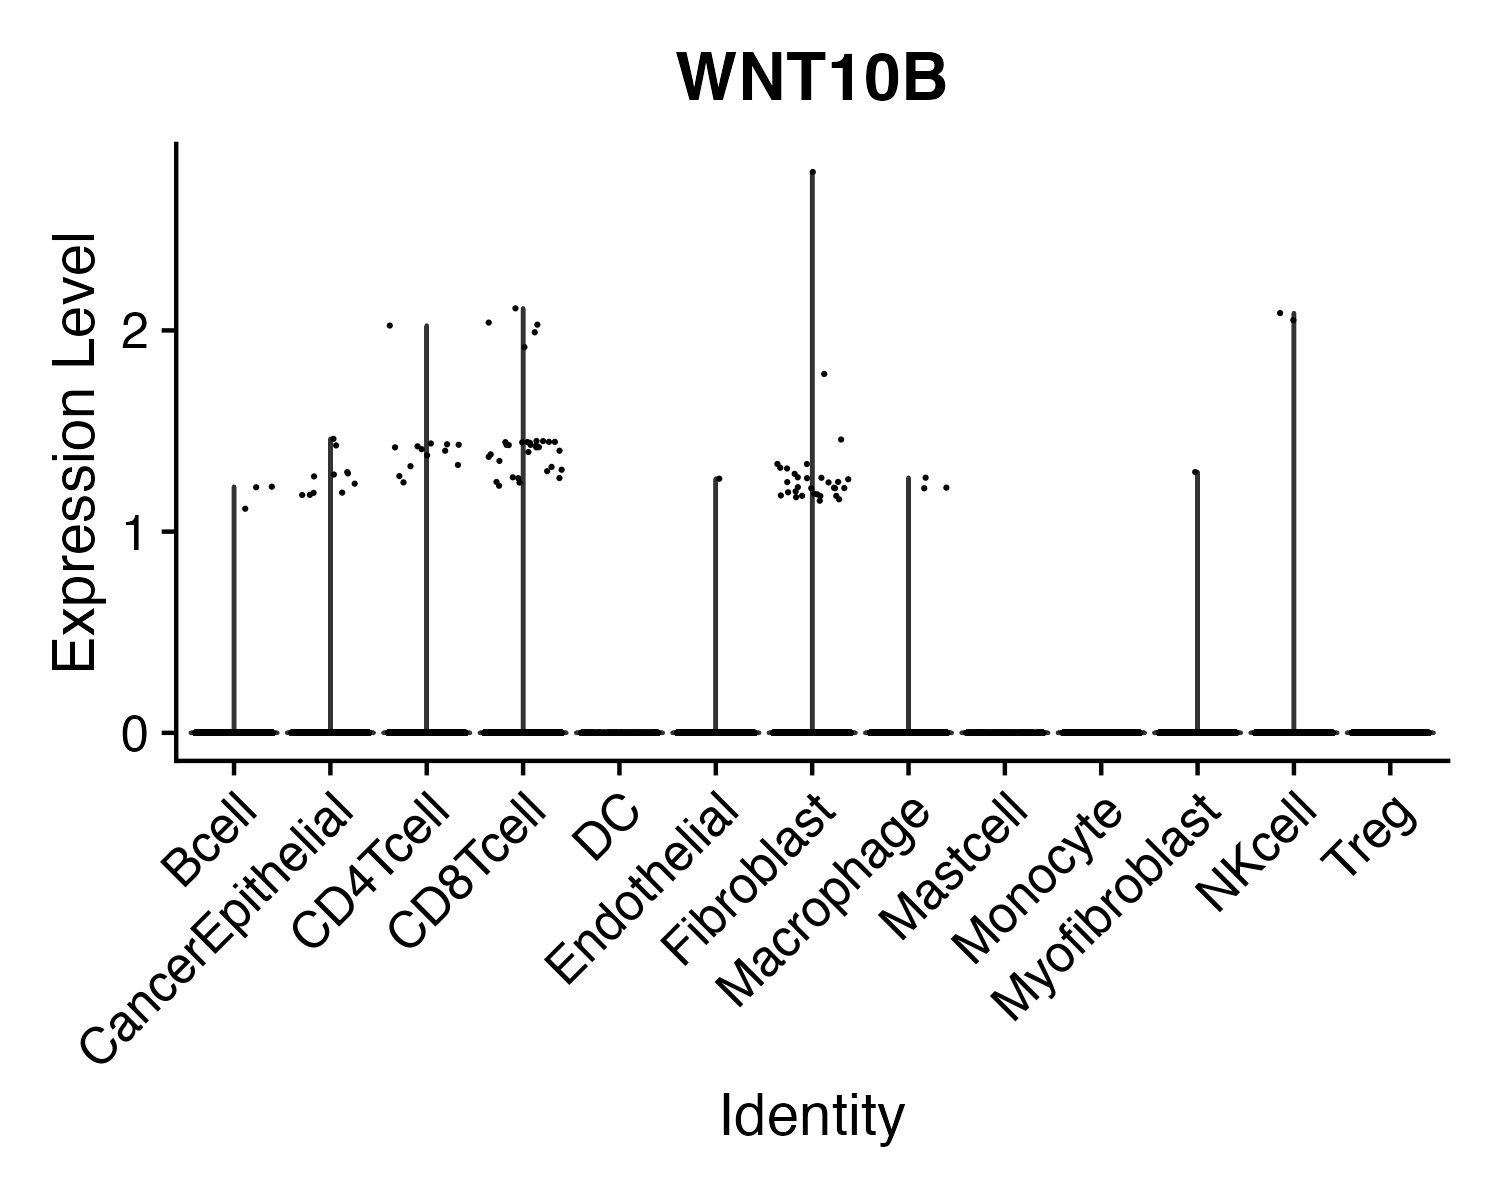 WNT10B
Expression Level
2
1
0
Bcell
CancerEpithelial
CD4Tcell
CD8Tcell
DC
Endothelial
Fibroblast
Macrophage
Mastcell
Monocyte
Myofibroblast
NKcell
Treg
Identity